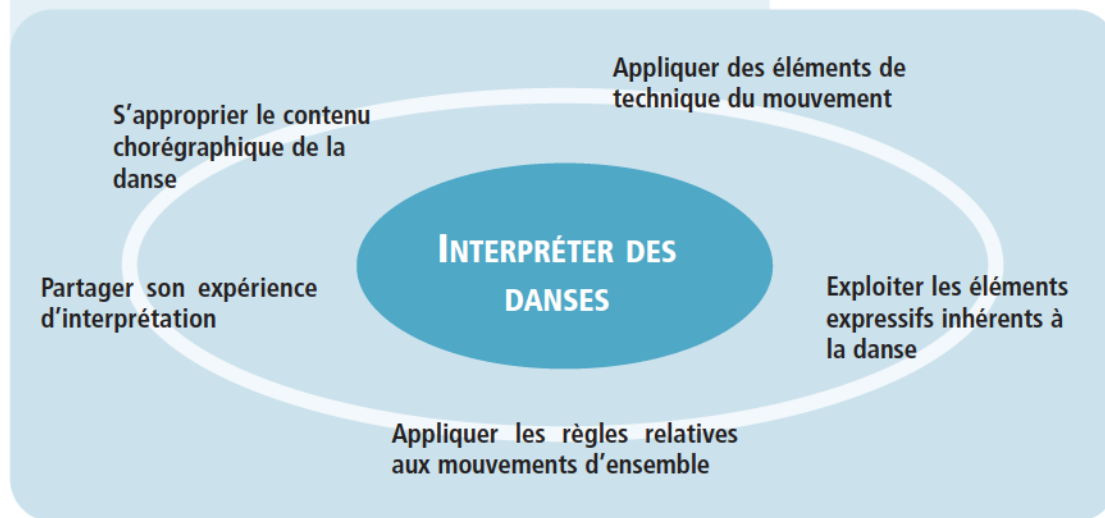 Appliquer des éléments de
technique du mouvement
S’approprier le contenu
chorégraphique de la
danse
INTERPRÉTER DES
DANSES
Partager son expérience
d’interprétation
Exploiter les éléments
expressifs inhérents à
la danse
Appliquer les règles relatives
aux mouvements d’ensemble